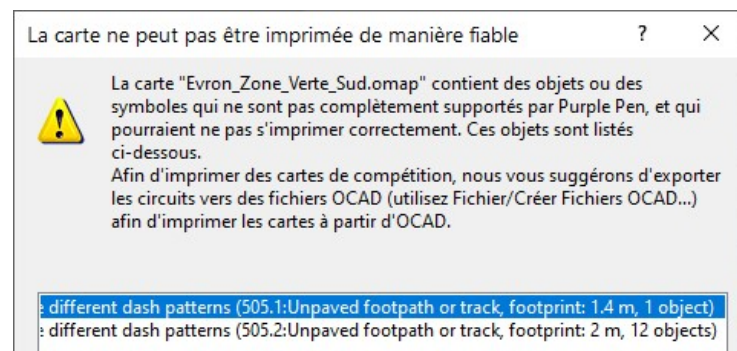 La carte ne peut pas être imprimée de manière fiable ? ×
La carte "Evron_Zone_Verte_Sud.omap" contient des objets ou des
symboles qui ne sont pas complètement supportés par Purple Pen, et qui
pourraient ne pas s'imprimer correctement. Ces objets sont listés
ci-dessous.
Afin d'imprimer des cartes de compétition, nous vous suggérons d'exporter
les circuits vers des fichiers OCAD (utilisez Fichier/Créer Fichiers OCAD...)
afin d'imprimer les cartes à partir d'OCAD.
different dash patterns (505.1:Unpaved footpath or track, footprint: 1.4 m, 1 object)
different dash patterns (505.2:Unpaved footpath or track, footprint: 2 m, 12 objects)